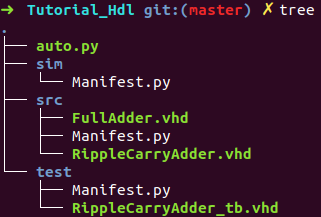 ➜ Tutorial_Hdl git:(master) ✗ tree
.
├── auto.py
├── sim
│   └── Manifest.py
├── src
│   ├── FullAdder.vhd
│   ├── Manifest.py
│   └── RippleCarryAdder.vhd
└── test
    ├── Manifest.py
    └── RippleCarryAdder_tb.vhd